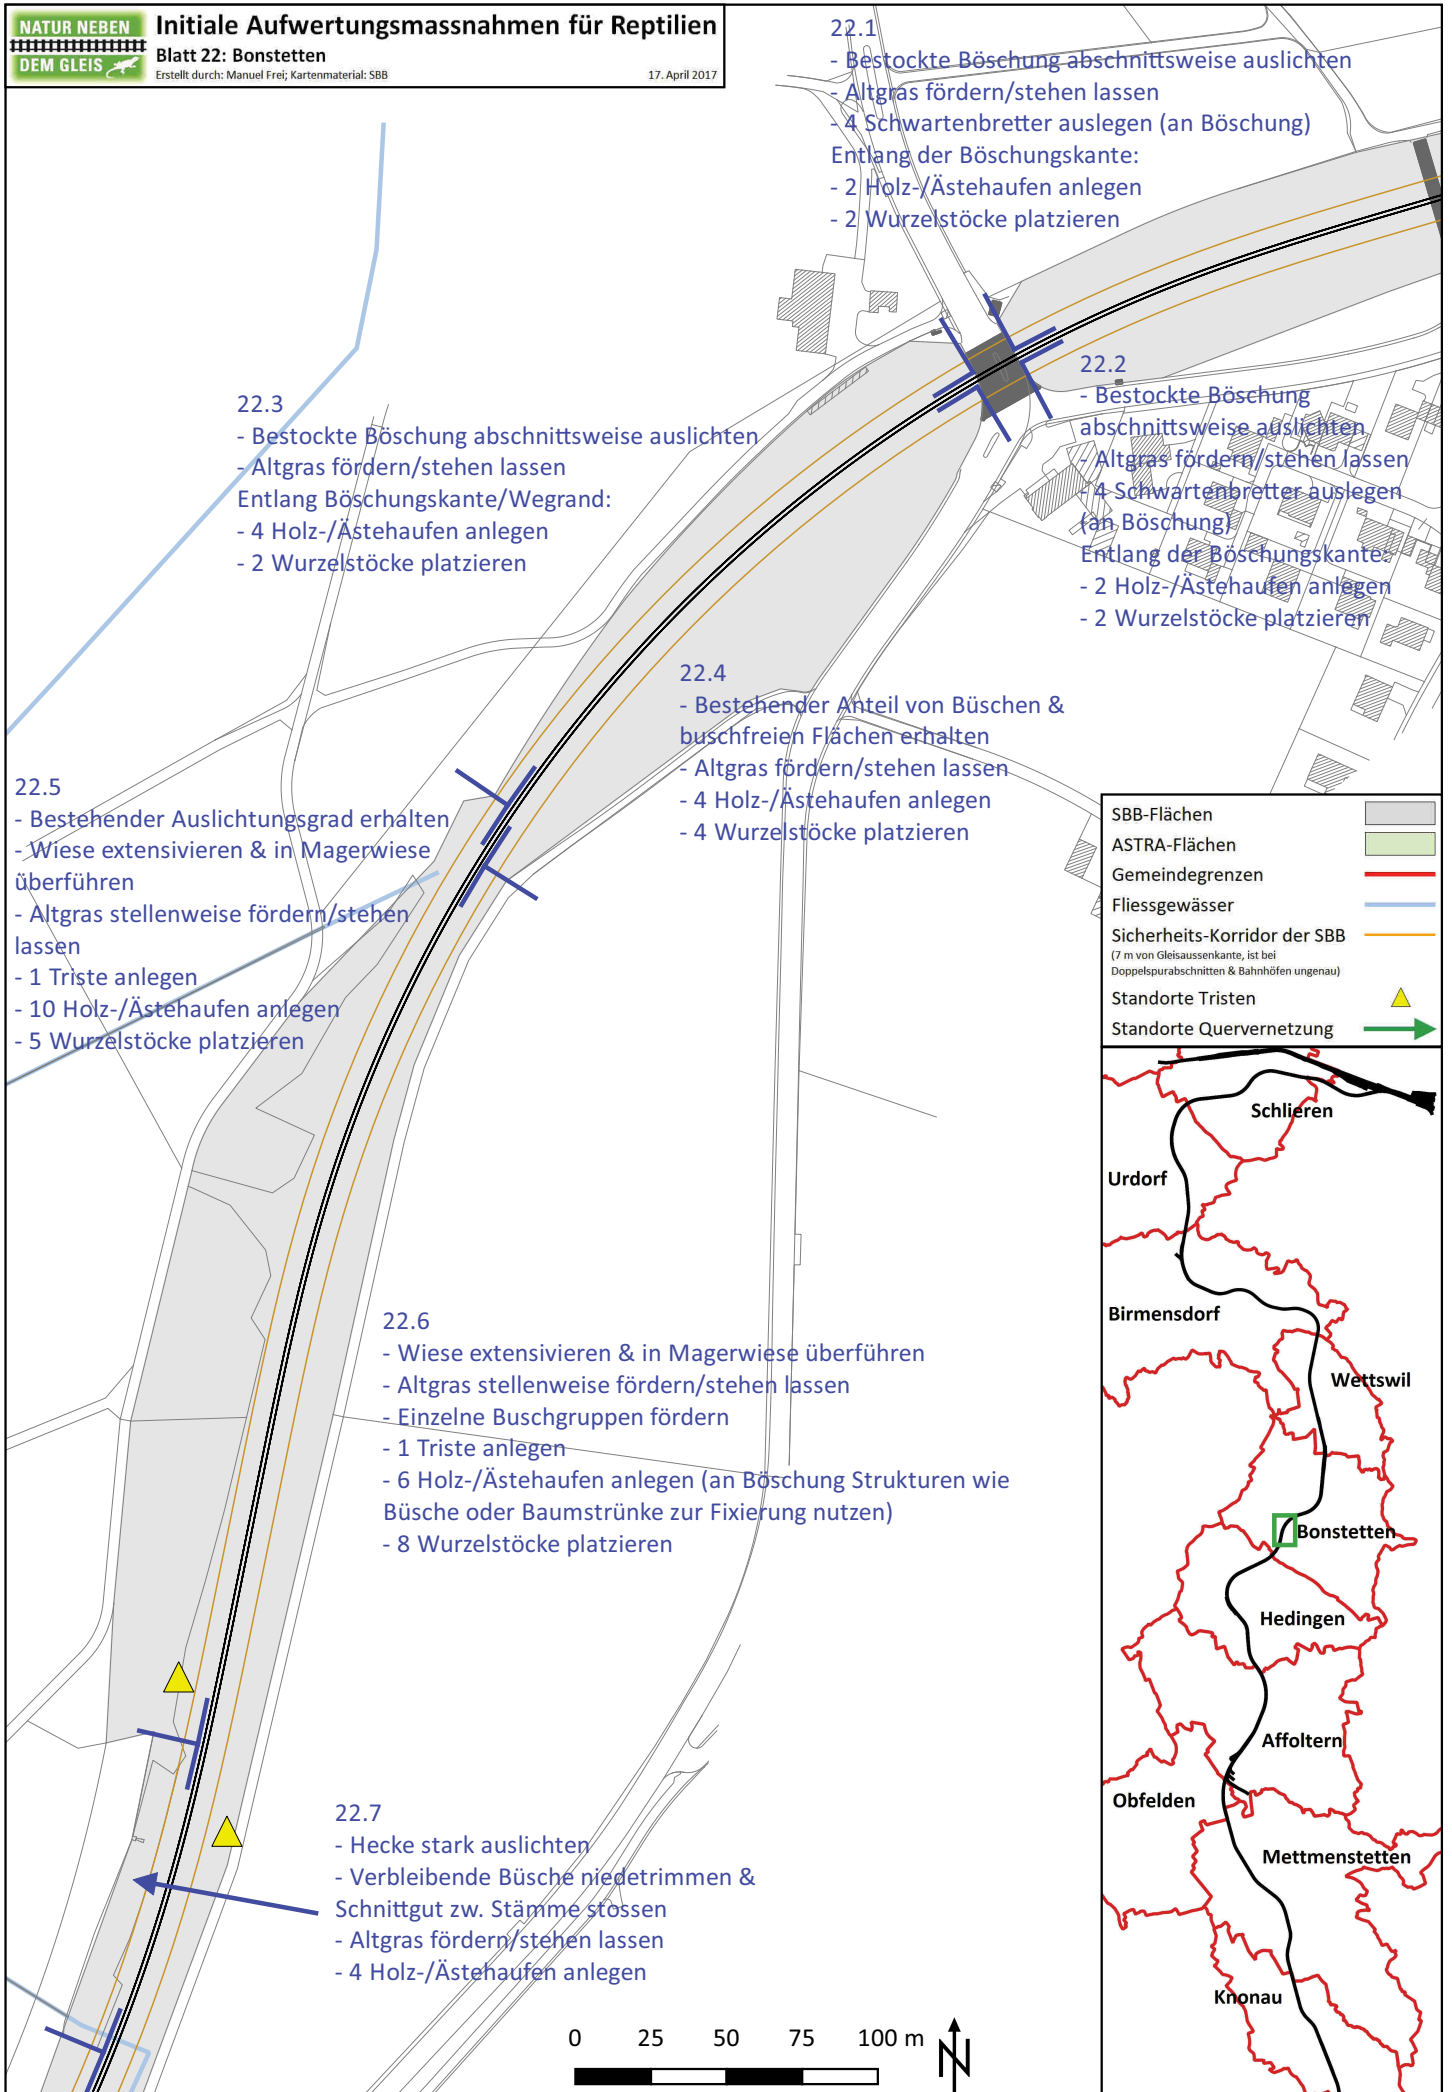 NATUR NEBEN
DEM GLEIS
Initiale Aufwertungsmassnahmen für Reptilien
Blatt 22: Bonstetten
Erstellt durch: Manuel Frei; Kartenmaterial: SBB
17. April 2017
22.1
- Bestockte Böschung abschnittsweise auslichten
- Altgras fördern/stehen lassen
- 4 Schwartenbretter auslegen (an Böschung)
Entlang der Böschungskante:
- 2 Holz-/Ästehaufen anlegen
- 2 Wurzelstöcke platzieren
22.2
- Bestockte Böschung
abschnittsweise auslichten
- Altgras fördern/stehen lassen
- 4 Schwartenbretter auslegen
(an Böschung)
Entlang der Böschungskante:
- 2 Holz-/Ästehaufen anlegen
- 2 Wurzelstöcke platzieren
22.3
- Bestockte Böschung abschnittsweise auslichten
- Altgras fördern/stehen lassen
Entlang Böschungskante/Wegrand:
- 4 Holz-/Ästehaufen anlegen
- 2 Wurzelstöcke platzieren
22.4
- Bestehender Anteil von Büschen &
buschfreien Flächen erhalten
- Altgras fördern/stehen lassen
- 4 Holz-/Ästehaufen anlegen
- 4 Wurzelstöcke platzieren
22.5
- Bestehender Auslichtungsgrad erhalten
- Wiese extensivieren & in Magerwiese
überführen
- Altgras stellenweise fördern/stehen
lassen
- 1 Triste anlegen
- 10 Holz-/Ästehaufen anlegen
- 5 Wurzelstöcke platzieren
22.6
- Wiese extensivieren & in Magerwiese überführen
- Altgras stellenweise fördern/stehen lassen
- Einzelne Buschgruppen fördern
- 1 Triste anlegen
- 6 Holz-/Ästehaufen anlegen (an Böschung Strukturen wie
Büsche oder Baumstrünke zur Fixierung nutzen)
- 8 Wurzelstöcke platzieren
22.7
- Hecke stark auslichten
- Verbleibende Büsche niedetrimmen &
Schnittgut zw. Stämme stossen
- Altgras fördern/stehen lassen
- 4 Holz-/Ästehaufen anlegen
SBB-Flächen
ASTRA-Flächen
Gemeindegrenzen
Fliessgewässer
Sicherheits-Korridor der SBB
(7 m von Gleisaussenkante, ist bei
Doppelspurabschnitten & Bahnhöfen ungenau)
Standorte Tristen
Standorte Quervernetzung
Schlieren
Urdorf
Birmensdorf
Wettswil
Bonstetten
Hedingen
Affoltern
Obfelden
Mettmenstetten
Knonau
0 25 50 75 100 m
N